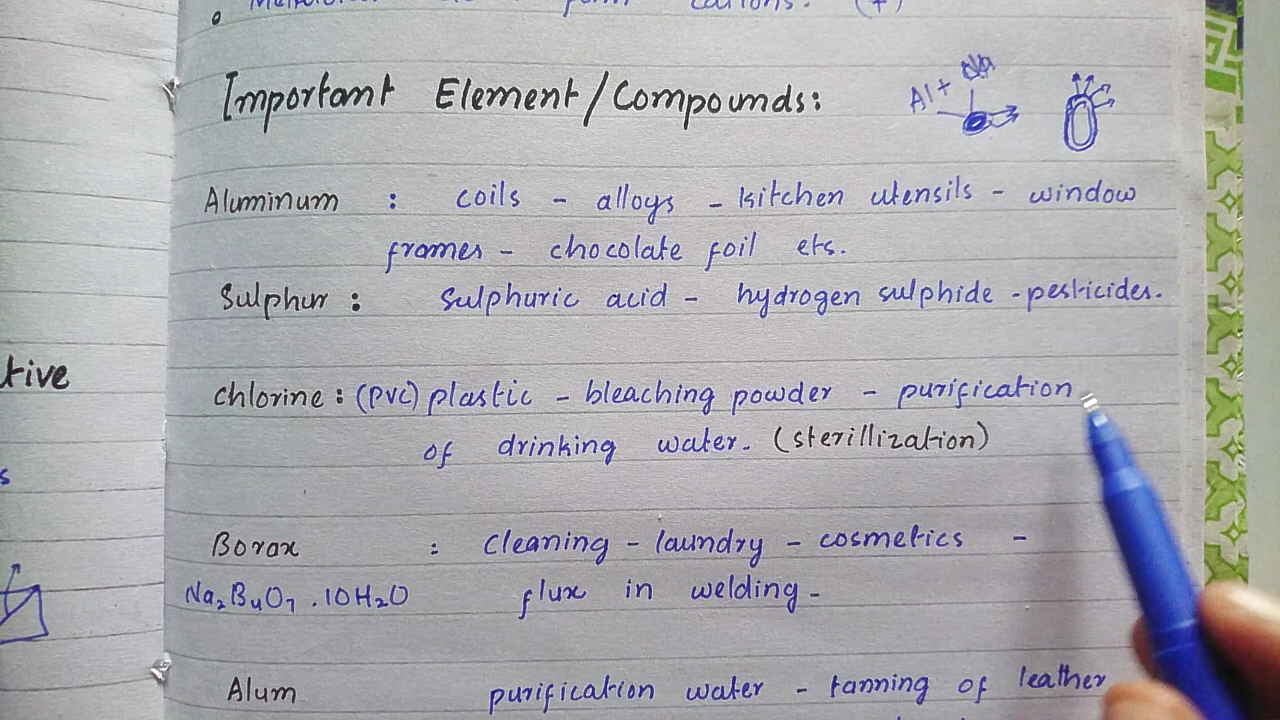 cations. (+)
Important Element/Compounds:
Al+
Aluminum : coils - alloys - kitchen utensils - window
frames - chocolate foil ets.
Sulphur : Sulphuric acid - hydrogen sulphide - pesticides.
tive
Chlorine : (PVC) plastic - bleaching powder - purification
of drinking water. (sterillization)
s
Borax : Cleaning - laundry - cosmetics -
Na₂B₄O₇ . 10H₂O flux in welding -
Alum purification water - tanning of leather